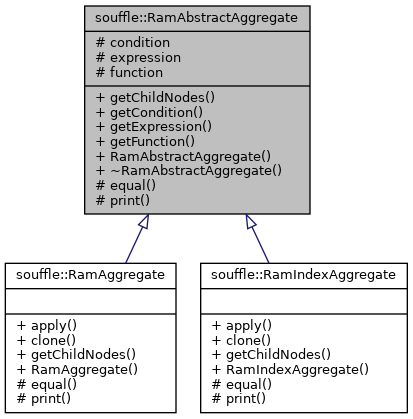 souffle::RamAbstractAggregate
# condition
# expression
# function
+ getChildNodes()
+ getCondition()
+ getExpression()
+ getFunction()
+ RamAbstractAggregate()
+ ~RamAbstractAggregate()
# equal()
# print()
souffle::RamAggregate
+ apply()
+ clone()
+ getChildNodes()
+ RamAggregate()
# equal()
# print()
souffle::RamIndexAggregate
+ apply()
+ clone()
+ getChildNodes()
+ RamIndexAggregate()
# equal()
# print()